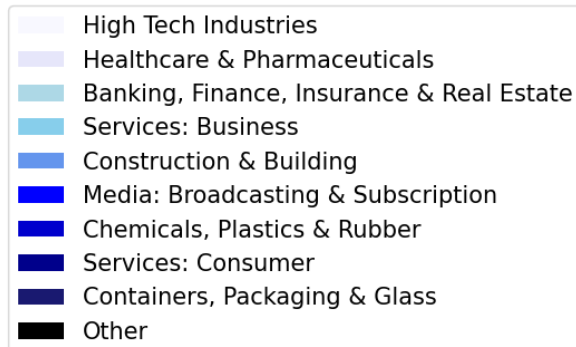 High Tech Industries
Healthcare & Pharmaceuticals
Banking, Finance, Insurance & Real Estate
Services: Business
Construction & Building
Media: Broadcasting & Subscription
Chemicals, Plastics & Rubber
Services: Consumer
Containers, Packaging & Glass
Other